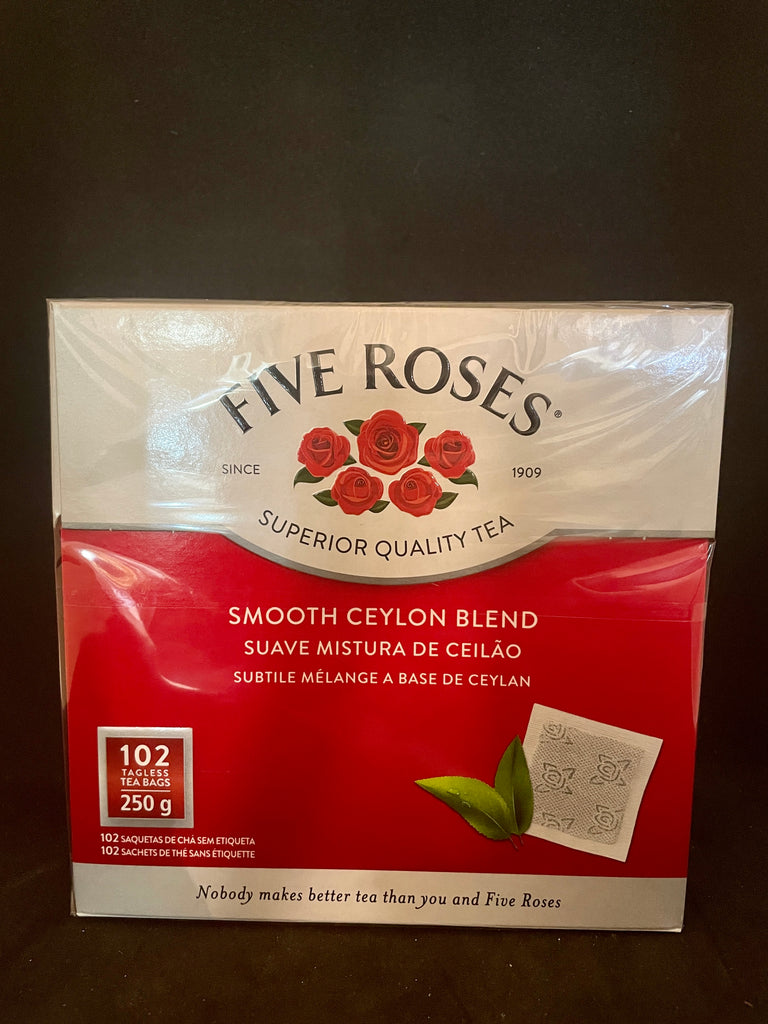 FIVE ROSES®
SINCE 1909
SUPERIOR QUALITY TEA
SMOOTH CEYLON BLEND
SUAVE MISTURA DE CEILÃO
SUBTILE MÉLANGE A BASE DE CEYLAN
102
TAGLESS
TEA BAGS
250 g
102 SAQUETAS DE CHÁ SEM ETIQUETA
102 SACHETS DE THÉ SANS ÉTIQUETTE
Nobody makes better tea than you and Five Roses